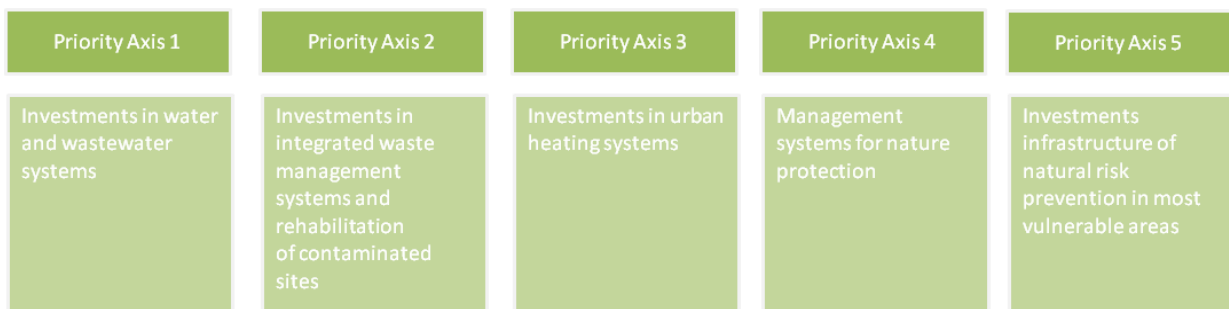 Priority Axis 1
Priority Axis 2
Priority Axis 3
Priority Axis 4
Priority Axis 5
Investments in water
and wastewater
systems
Investments in
integrated waste
management
systems and
rehabilitation
of contaminated
sites
Investments in urban
heating systems
Management
systems for nature
protection
Investments
infrastructure of
natural risk
prevention in most
vulnerable areas